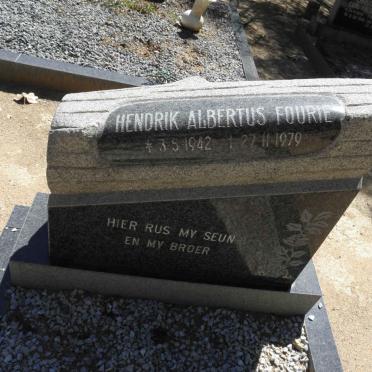 HENDRIK ALBERTUS FOURIE
* 3·5·1942 † 27·11·1979
HIER RUS MY SEUN
EN MY BROER